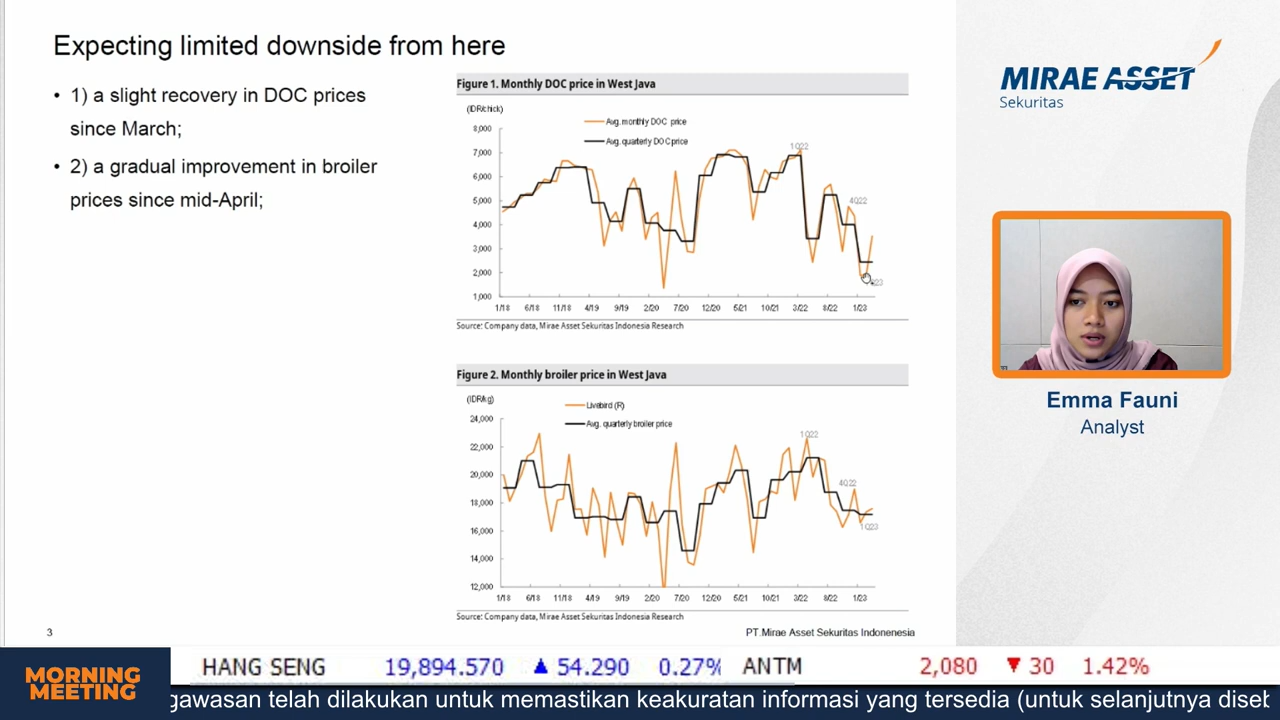 Expecting limited downside from here
• 1) a slight recovery in DOC prices
since March;
• 2) a gradual improvement in broiler
prices since mid-April;
Figure 1. Monthly DOC price in West Java
(IDR/chick)
Avg. monthly DOC price
Avg. quarterly DOC price
8,000
7,000
6,000
5,000
4,000
3,000
2,000
1,000
1Q22
4Q22
1/18 6/18 11/18 4/19 9/19 2/20 7/20 12/20 5/21 10/21 3/22 8/22 1/23
Source: Company data, Mirae Asset Sekuritas Indonesia Research
Figure 2. Monthly broiler price in West Java
(IDR/kg)
Livebird (R)
Avg. quarterly broiler price
24,000
22,000
20,000
18,000
16,000
14,000
12,000
1Q22
4Q22
1Q23
1/18 6/18 11/18 4/19 9/19 2/20 7/20 12/20 5/21 10/21 3/22 8/22 1/23
Source: Company data, Mirae Asset Sekuritas Indonesia Research
3
PT.Mirae Asset Sekuritas Indonenesia
MIRAE ASSET
Sekuritas
Emma Fauni
Analyst
MORNING
MEETING
HANG SENG 19,894.570 ▲ 54.290 0.27% ANTM 2,080 ▼ 30 1.42%
gawasan telah dilakukan untuk memastikan keakuratan informasi yang tersedia (untuk selanjutnya diseb